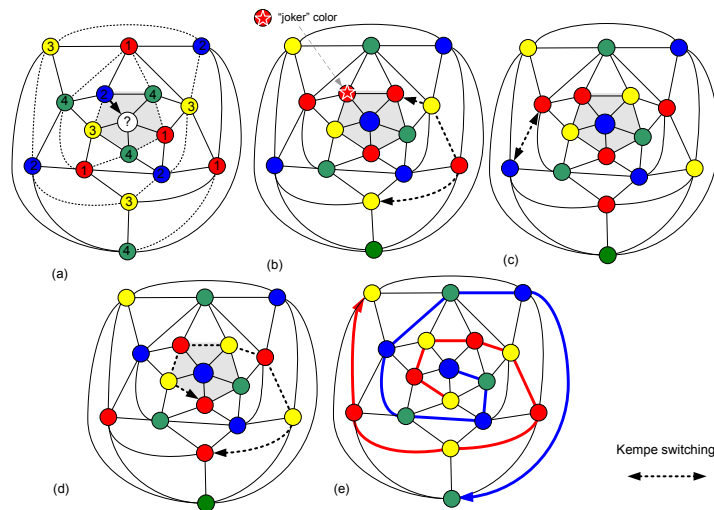 "joker" color
3 1 2
2 4
4 3
?
3 1
4
2 1 2 1
3
4
(a) (b) (c)
(d) (e)
Kempe switching